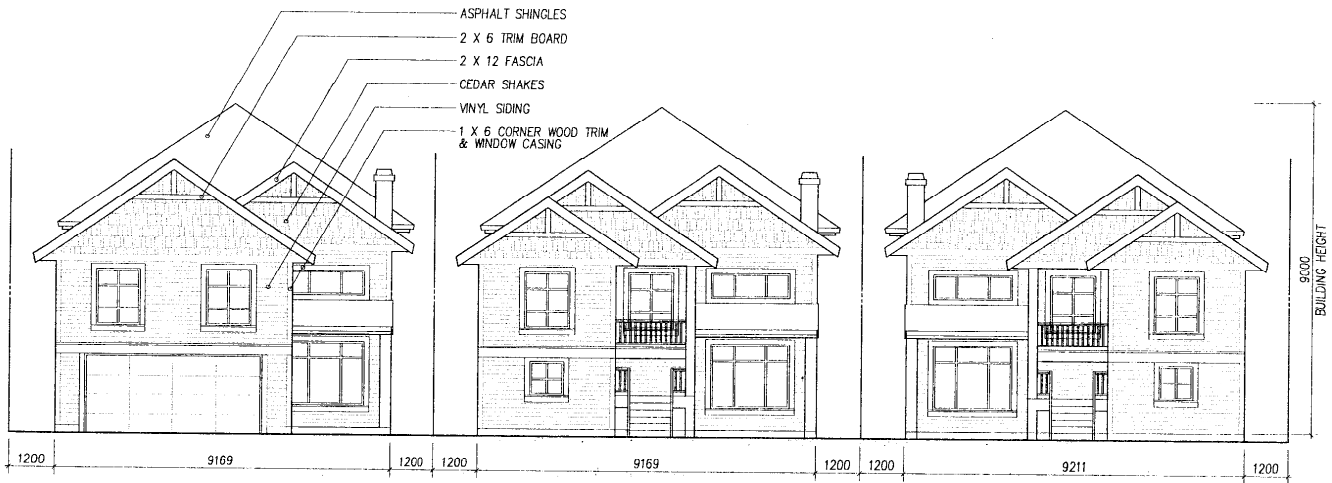 ASPHALT SHINGLES
2 X 6 TRIM BOARD
2 X 12 FASCIA
CEDAR SHAKES
VINYL SIDING
1 X 6 CORNER WOOD TRIM
& WINDOW CASING
9000
BUILDING HEIGHT
1200 9169 1200 1200 9169 1200 1200 9211 1200